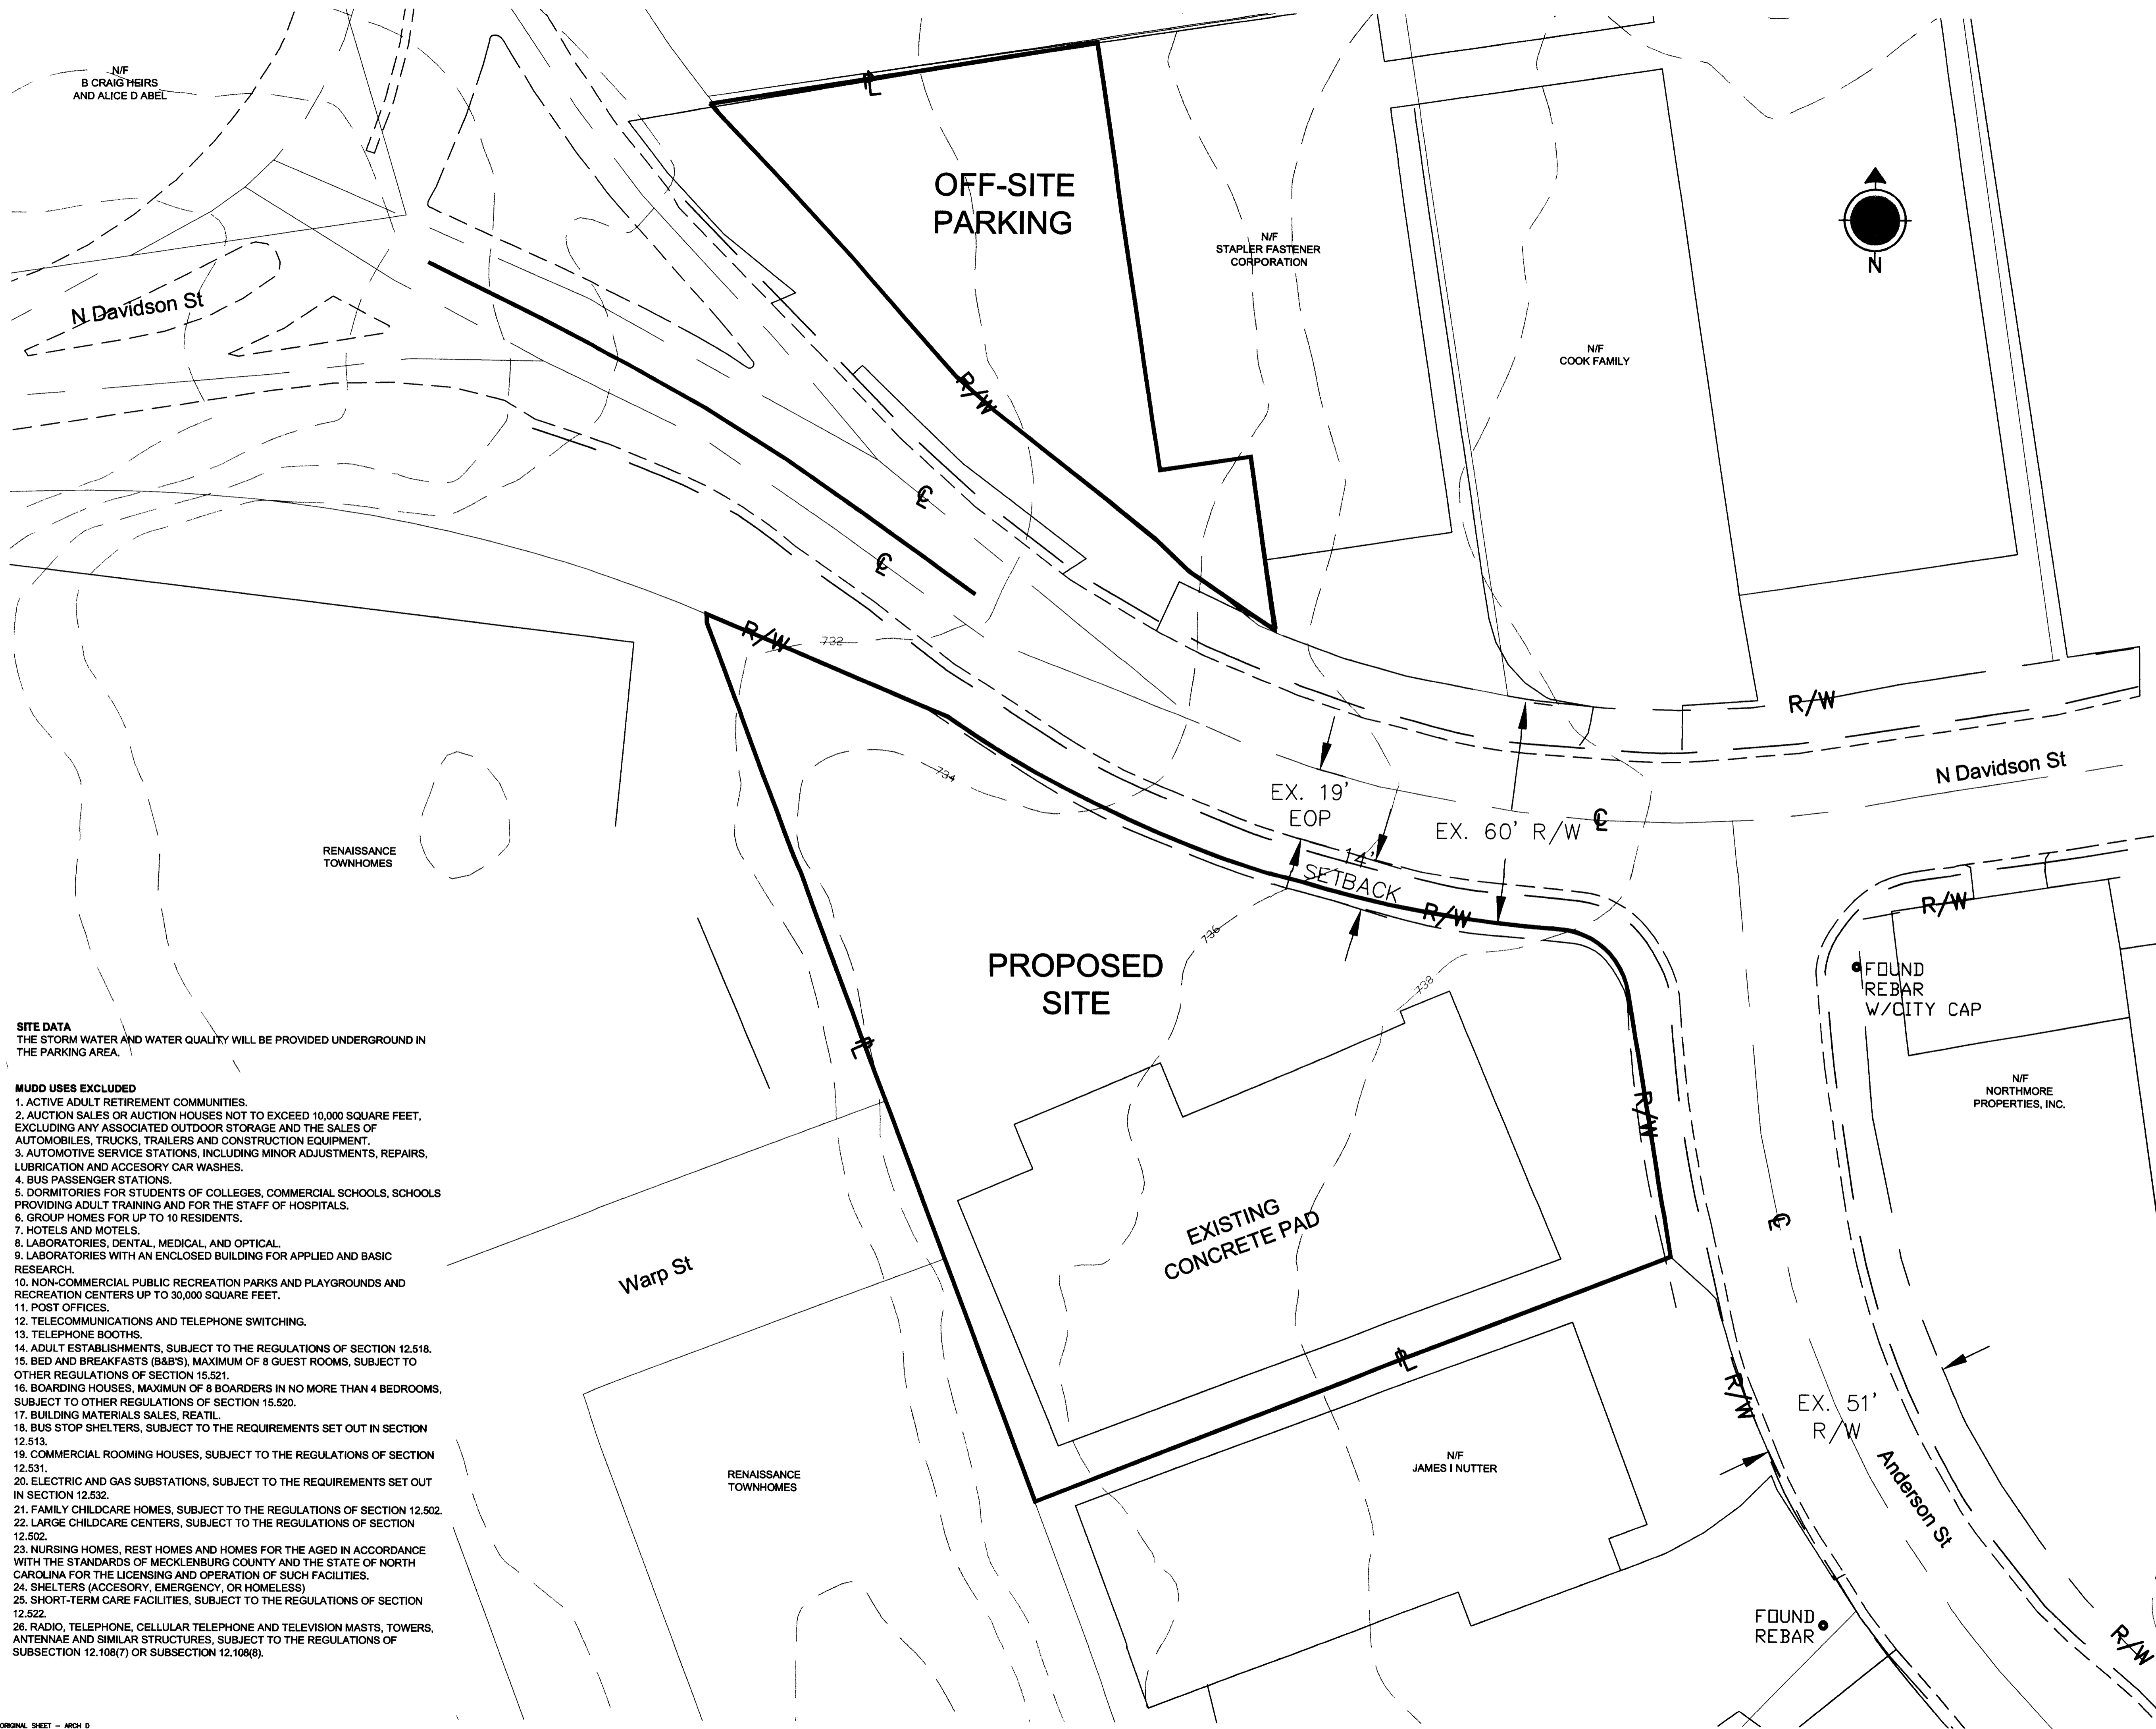 N/F
B CRAIG HEIRS
AND ALICE D ABEL
OFF-SITE
PARKING
N/F
STAPLER FASTENER
CORPORATION
N
N Davidson St
N/F
COOK FAMILY
R/W
R/W
732
R/W
734
N Davidson St
EX. 19'
EOP
EX. 60' R/W
14'
SETBACK
R/W
R/W
RENAISSANCE
TOWNHOMES
736
738
PROPOSED
SITE
FOUND
REBAR
W/CITY CAP
N/F
NORTHMORE
PROPERTIES, INC.
R/W
EXISTING
CONCRETE PAD
Warp St
R/W
EX. 51'
R/W
Anderson St
N/F
JAMES I NUTTER
RENAISSANCE
TOWNHOMES
FOUND
REBAR
R/W
SITE DATA
THE STORM WATER AND WATER QUALITY WILL BE PROVIDED UNDERGROUND IN
THE PARKING AREA.
MUDD USES EXCLUDED
1. ACTIVE ADULT RETIREMENT COMMUNITIES.
2. AUCTION SALES OR AUCTION HOUSES NOT TO EXCEED 10,000 SQUARE FEET,
EXCLUDING ANY ASSOCIATED OUTDOOR STORAGE AND THE SALES OF
AUTOMOBILES, TRUCKS, TRAILERS AND CONSTRUCTION EQUIPMENT.
3. AUTOMOTIVE SERVICE STATIONS, INCLUDING MINOR ADJUSTMENTS, REPAIRS,
LUBRICATION AND ACCESORY CAR WASHES.
4. BUS PASSENGER STATIONS.
5. DORMITORIES FOR STUDENTS OF COLLEGES, COMMERCIAL SCHOOLS, SCHOOLS
PROVIDING ADULT TRAINING AND FOR THE STAFF OF HOSPITALS.
6. GROUP HOMES FOR UP TO 10 RESIDENTS.
7. HOTELS AND MOTELS.
8. LABORATORIES, DENTAL, MEDICAL, AND OPTICAL.
9. LABORATORIES WITH AN ENCLOSED BUILDING FOR APPLIED AND BASIC
RESEARCH.
10. NON-COMMERCIAL PUBLIC RECREATION PARKS AND PLAYGROUNDS AND
RECREATION CENTERS UP TO 30,000 SQUARE FEET.
11. POST OFFICES.
12. TELECOMMUNICATIONS AND TELEPHONE SWITCHING.
13. TELEPHONE BOOTHS.
14. ADULT ESTABLISHMENTS, SUBJECT TO THE REGULATIONS OF SECTION 12.518.
15. BED AND BREAKFASTS (B&B'S), MAXIMUM OF 8 GUEST ROOMS, SUBJECT TO
OTHER REGULATIONS OF SECTION 15.521.
16. BOARDING HOUSES, MAXIMUN OF 8 BOARDERS IN NO MORE THAN 4 BEDROOMS,
SUBJECT TO OTHER REGULATIONS OF SECTION 15.520.
17. BUILDING MATERIALS SALES, REATIL.
18. BUS STOP SHELTERS, SUBJECT TO THE REQUIREMENTS SET OUT IN SECTION
12.513.
19. COMMERCIAL ROOMING HOUSES, SUBJECT TO THE REGULATIONS OF SECTION
12.531.
20. ELECTRIC AND GAS SUBSTATIONS, SUBJECT TO THE REQUIREMENTS SET OUT
IN SECTION 12.532.
21. FAMILY CHILDCARE HOMES, SUBJECT TO THE REGULATIONS OF SECTION 12.502.
22. LARGE CHILDCARE CENTERS, SUBJECT TO THE REGULATIONS OF SECTION
12.502.
23. NURSING HOMES, REST HOMES AND HOMES FOR THE AGED IN ACCORDANCE
WITH THE STANDARDS OF MECKLENBURG COUNTY AND THE STATE OF NORTH
CAROLINA FOR THE LICENSING AND OPERATION OF SUCH FACILITIES.
24. SHELTERS (ACCESORY, EMERGENCY, OR HOMELESS)
25. SHORT-TERM CARE FACILITIES, SUBJECT TO THE REGULATIONS OF SECTION
12.522.
26. RADIO, TELEPHONE, CELLULAR TELEPHONE AND TELEVISION MASTS, TOWERS,
ANTENNAE AND SIMILAR STRUCTURES, SUBJECT TO THE REGULATIONS OF
SUBSECTION 12.108(7) OR SUBSECTION 12.108(8).
ORIGINAL SHEET - ARCH D